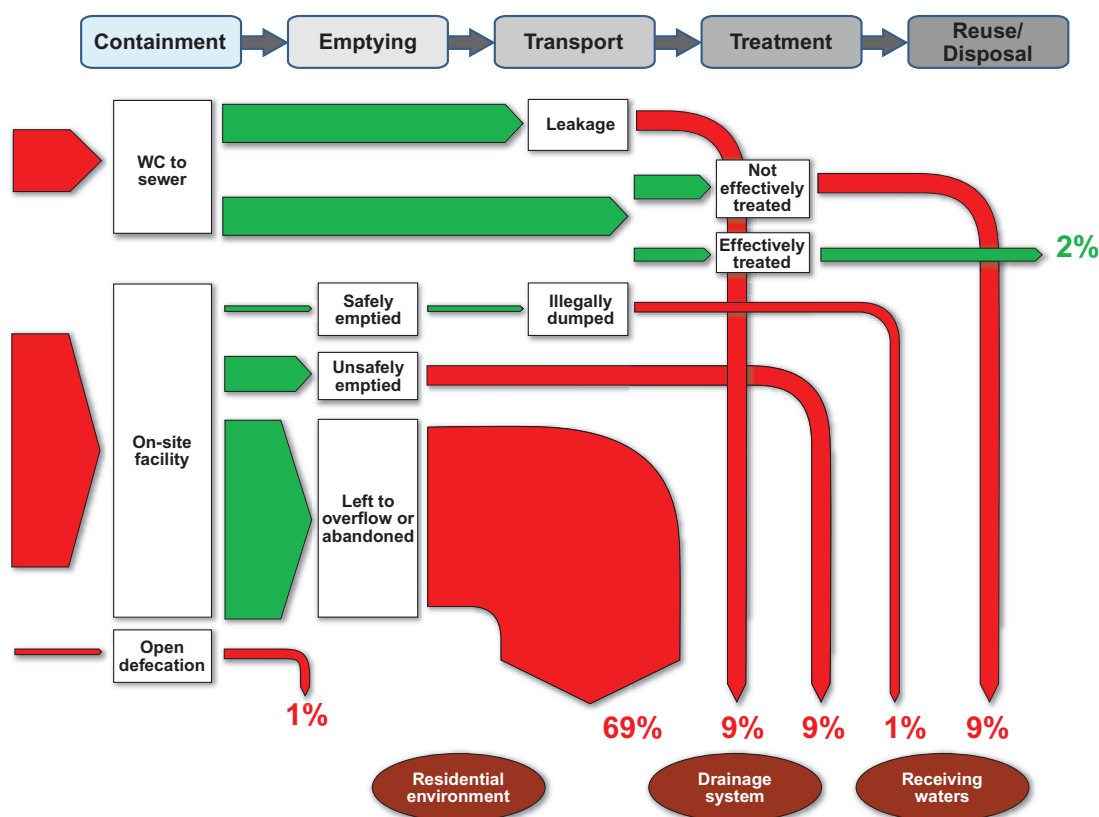 Containment
Emptying
Transport
Treatment
Reuse/
Disposal
WC to
sewer
Leakage
Not
effectively
treated
Effectively
treated
2%
On-site
facility
Safely
emptied
Illegally
dumped
Unsafely
emptied
Left to
overflow or
abandoned
Open
defecation
1%
69%
9%
9%
1%
9%
Residential
environment
Drainage
system
Receiving
waters